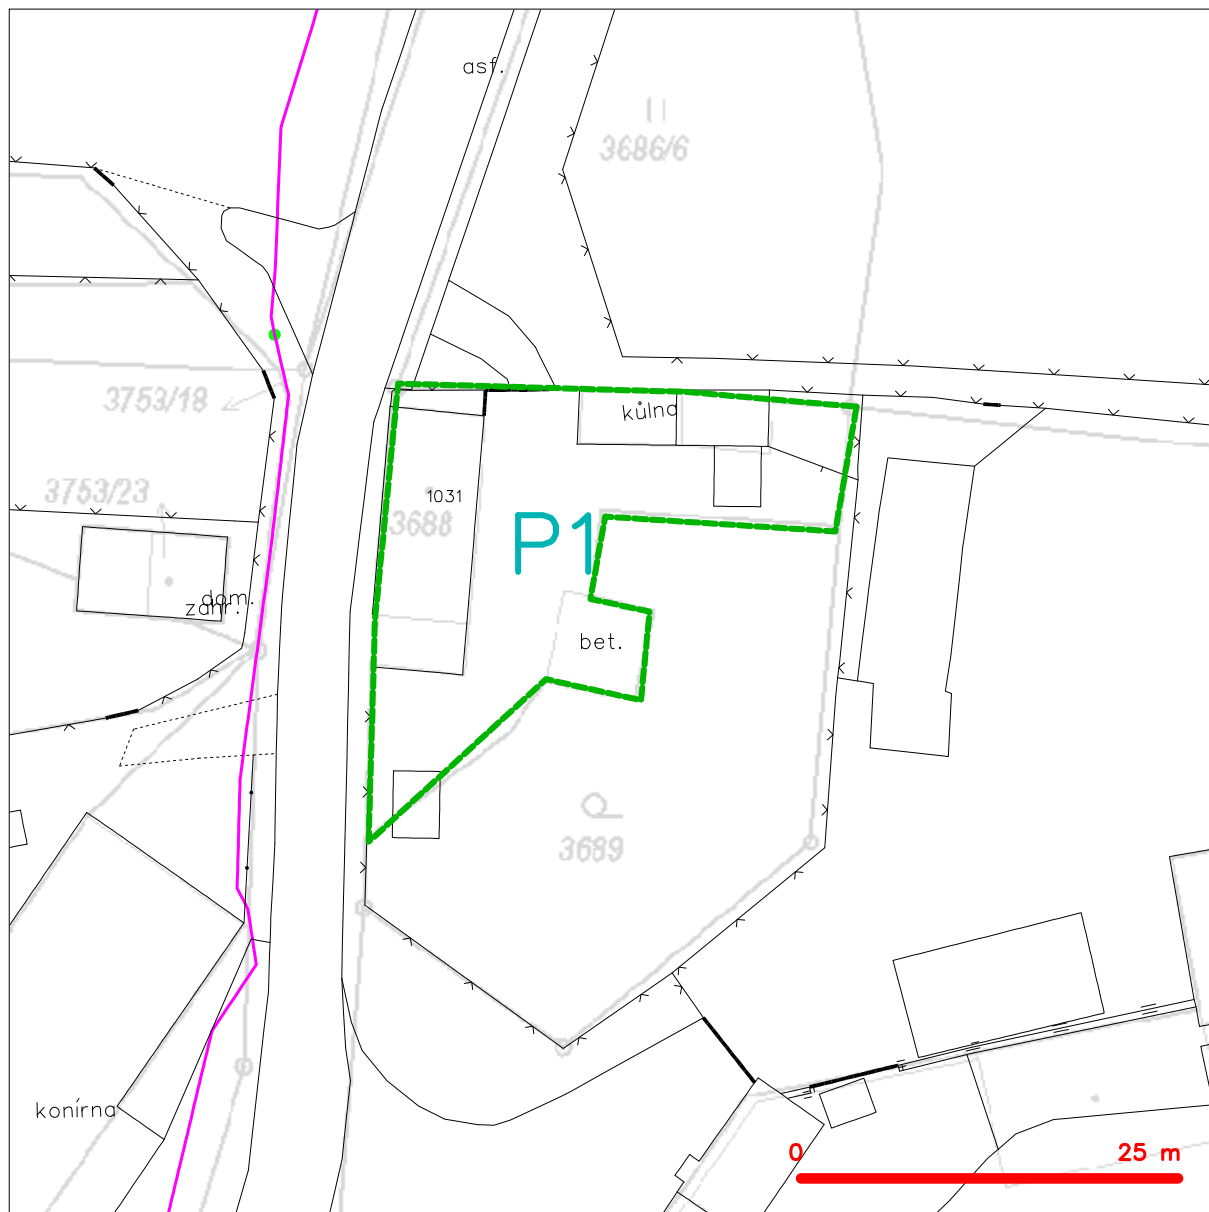 asf.
3686/6
3753/18
kůlna
3753/23
1031
3688
P1
dom.
zahr.
bet.
3689
konírna
0
25 m